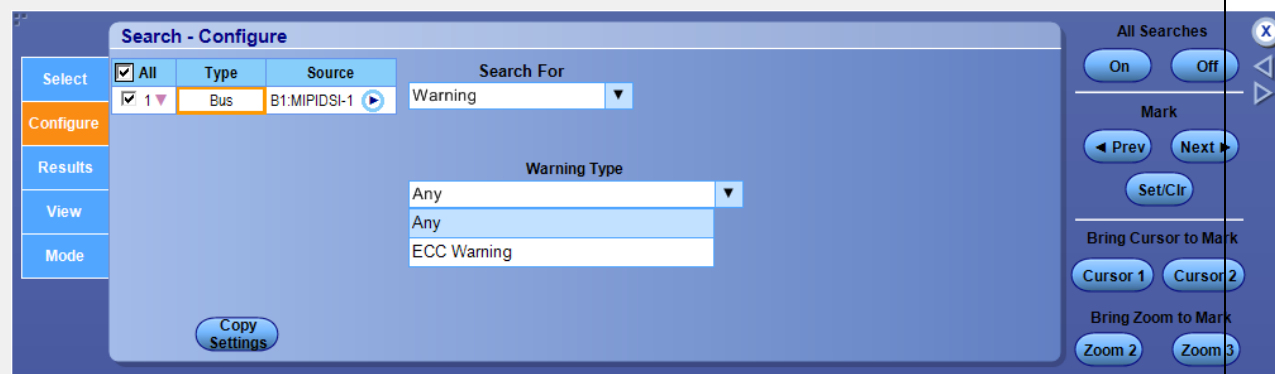 Search - Configure
Select
Configure
Results
View
Mode
All Type Source
1 Bus B1:MIPIDSI-1
Search For
Warning
Warning Type
Any
Any
ECC Warning
Copy
Settings
All Searches
X
On Off
Mark
Prev Next
Set/Clr
Bring Cursor to Mark
Cursor 1 Cursor 2
Bring Zoom to Mark
Zoom 2 Zoom 3